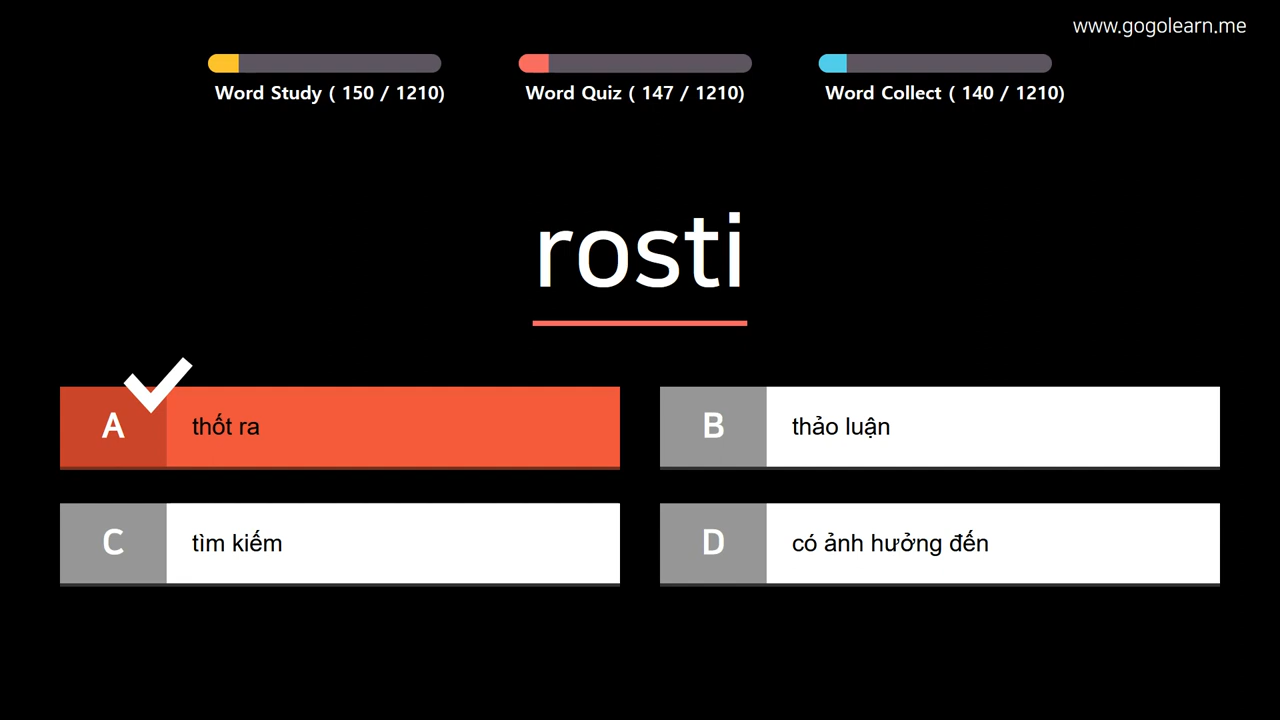 www.gogolearn.me
Word Study ( 150 / 1210)
Word Quiz ( 147 / 1210)
Word Collect ( 140 / 1210)
rosti
A thốt ra
B thảo luận
C tìm kiếm
D có ảnh hưởng đến